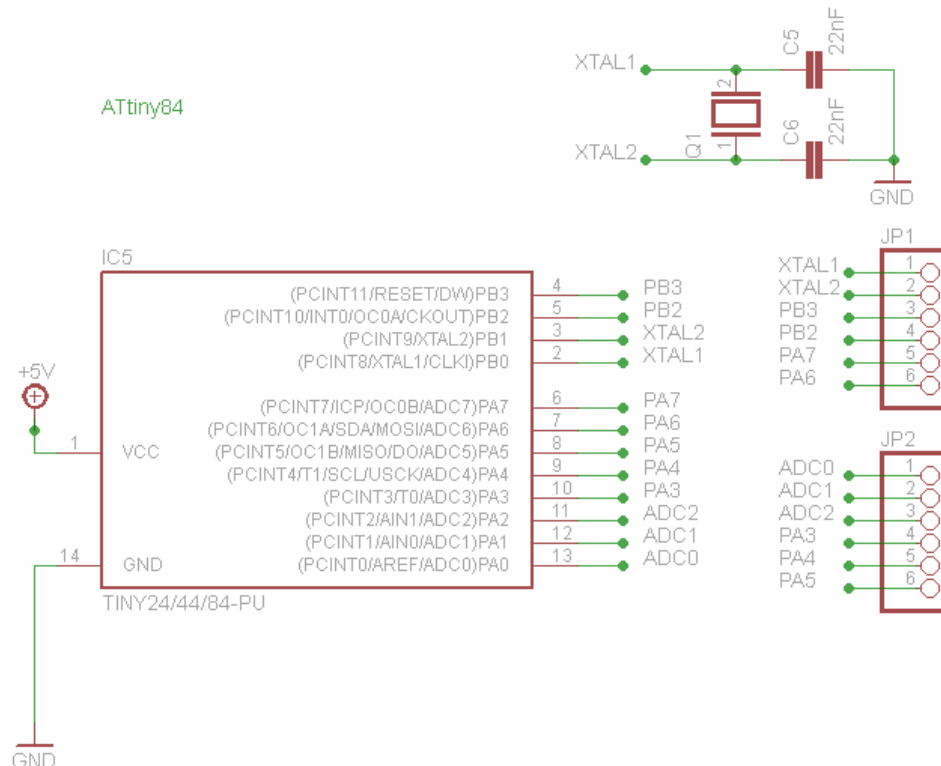 C5
22nF
XTAL1
2
ATtiny84
Q1
1
C6
22nF
XTAL2
GND
IC5
(PCINT11/RESET/DW)PB3 4 PB3
(PCINT10/INT0/OC0A/CKOUT)PB2 5 PB2
(PCINT9/XTAL2)PB1 3 XTAL2
(PCINT8/XTAL1/CLKI)PB0 2 XTAL1
+5V
(PCINT7/ICP/OC0B/ADC7)PA7 6 PA7
(PCINT6/OC1A/SDA/MOSI/ADC6)PA6 7 PA6
1 VCC (PCINT5/OC1B/MISO/DO/ADC5)PA5 8 PA5
(PCINT4/T1/SCL/USCK/ADC4)PA4 9 PA4
(PCINT3/T0/ADC3)PA3 10 PA3
(PCINT2/AIN1/ADC2)PA2 11 ADC2
(PCINT1/AIN0/ADC1)PA1 12 ADC1
14 GND (PCINT0/AREF/ADC0)PA0 13 ADC0
TINY24/44/84-PU
GND
JP1
XTAL1 1
XTAL2 2
PB3 3
PB2 4
PA7 5
PA6 6
JP2
ADC0 1
ADC1 2
ADC2 3
PA3 4
PA4 5
PA5 6